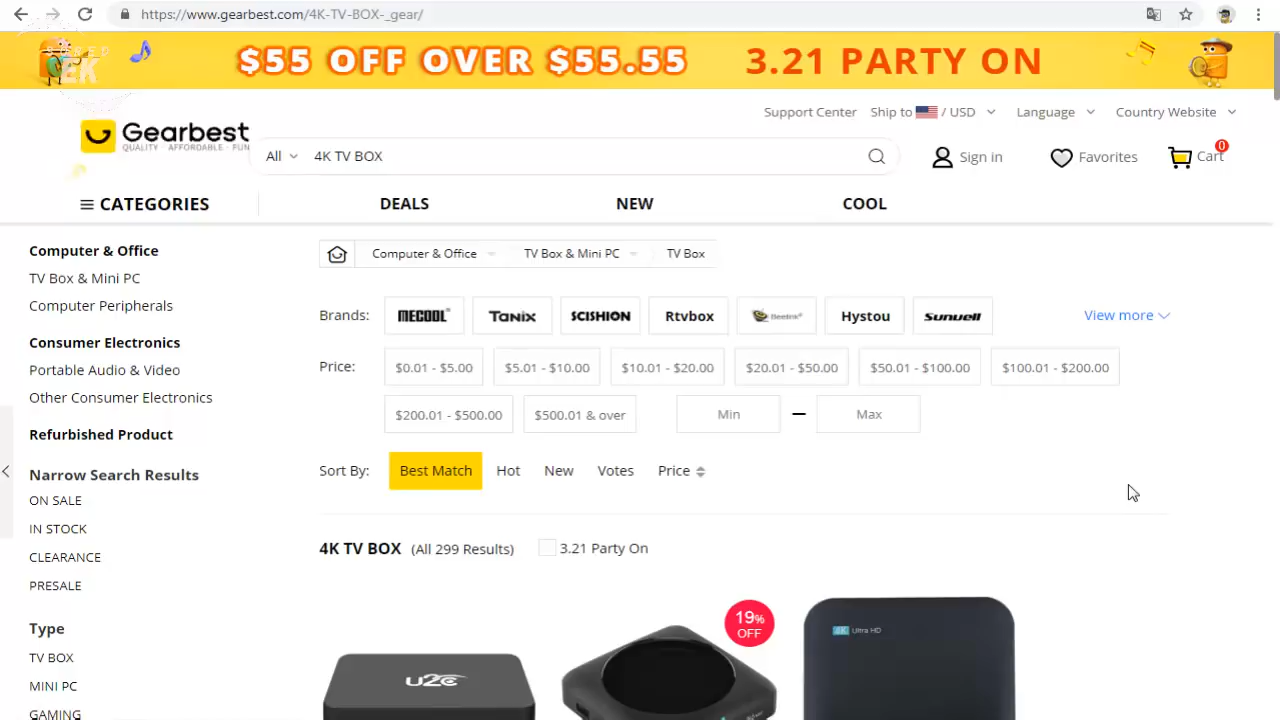 https://www.gearbest.com/4K-TV-BOX-_gear/
$55 OFF OVER $55.55 3.21 PARTY ON
Support Center Ship to / USD Language Country Website
Gearbest
QUALITY · AFFORDABLE · FUN
All 4K TV BOX
Sign in Favorites Cart 0
CATEGORIES DEALS NEW COOL
Computer & Office
TV Box & Mini PC
Computer Peripherals
Consumer Electronics
Portable Audio & Video
Other Consumer Electronics
Refurbished Product
Narrow Search Results
ON SALE
IN STOCK
CLEARANCE
PRESALE
Type
TV BOX
MINI PC
GAMING
Computer & Office TV Box & Mini PC TV Box
Brands: MECOOL® Tanix SCISHION Rtvbox Beelink® Hystou Sunvell View more
Price: $0.01 - $5.00 $5.01 - $10.00 $10.01 - $20.00 $20.01 - $50.00 $50.01 - $100.00 $100.01 - $200.00
$200.01 - $500.00 $500.01 & over Min — Max
Sort By: Best Match Hot New Votes Price
4K TV BOX (All 299 Results) 3.21 Party On
19%
OFF
4K Ultra HD
U2C